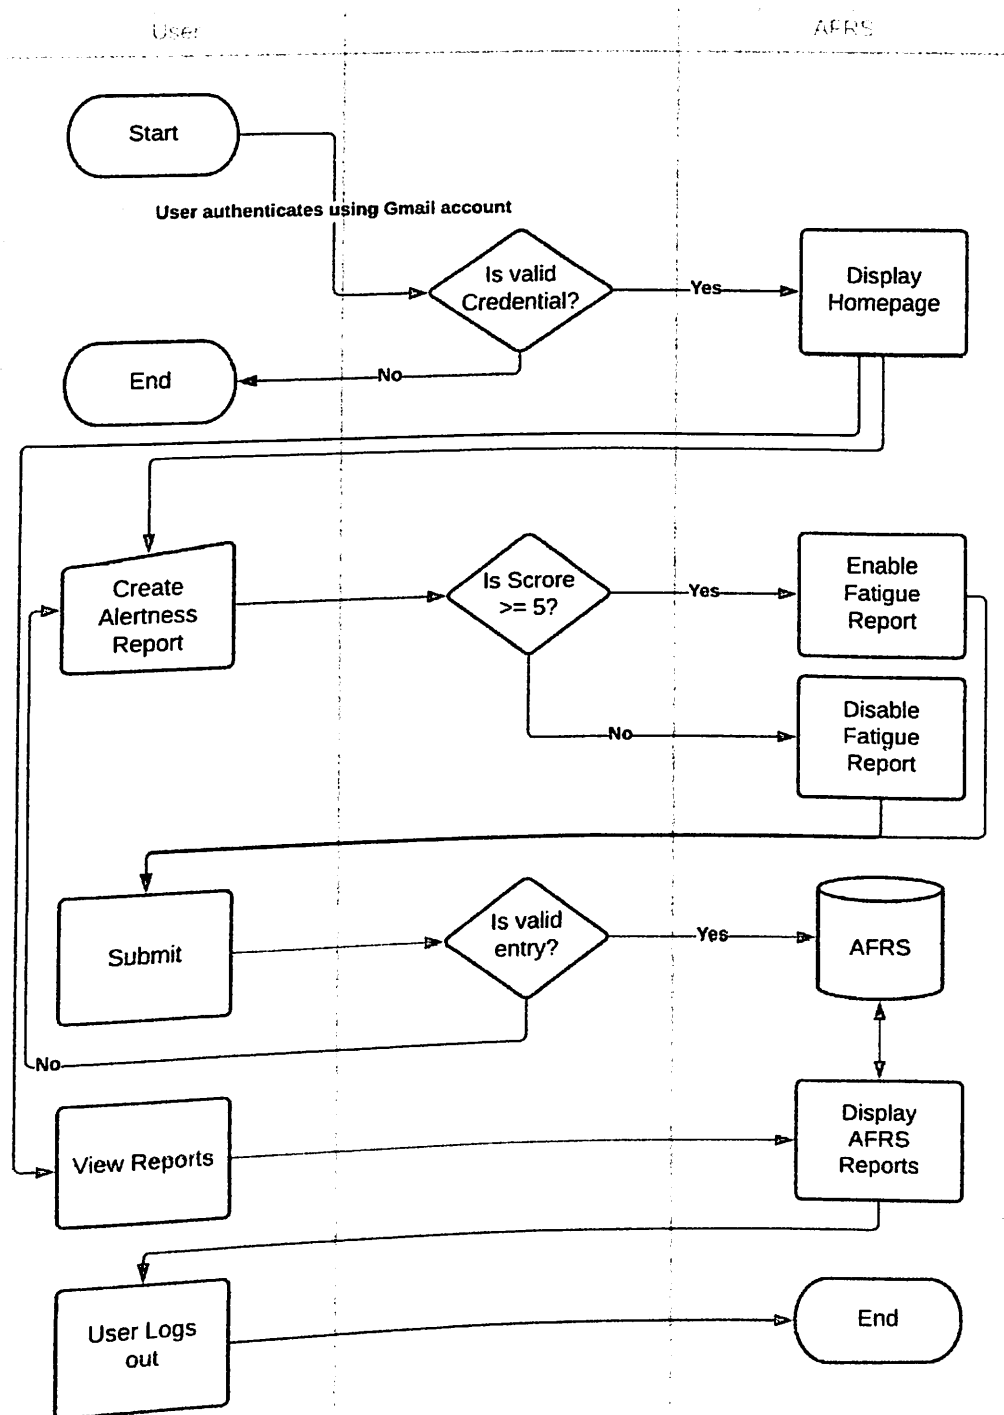 User
AFRS
Start
User authenticates using Gmail account
Is valid
Credential?
Yes
Display
Homepage
End
No
Create
Alertness
Report
Is Scrore
>= 5?
Yes
Enable
Fatigue
Report
No
Disable
Fatigue
Report
Submit
Is valid
entry?
Yes
AFRS
No
View Reports
Display
AFRS
Reports
User Logs
out
End